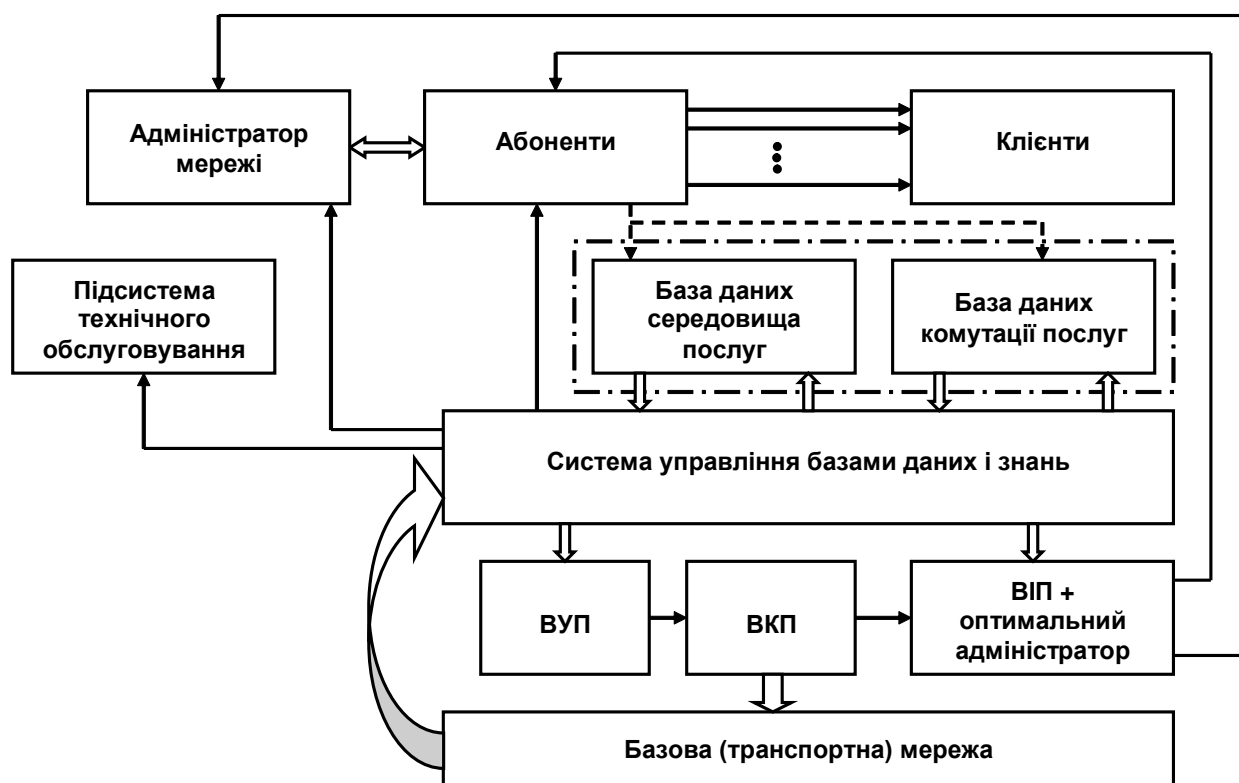 Адміністратор
мережі
Абоненти
Клієнти
Підсистема
технічного
обслуговування
База даних
середовища
послуг
База даних
комутації послуг
Система управління базами даних і знань
ВУП
ВКП
ВІП +
оптимальний
адміністратор
Базова (транспортна) мережа